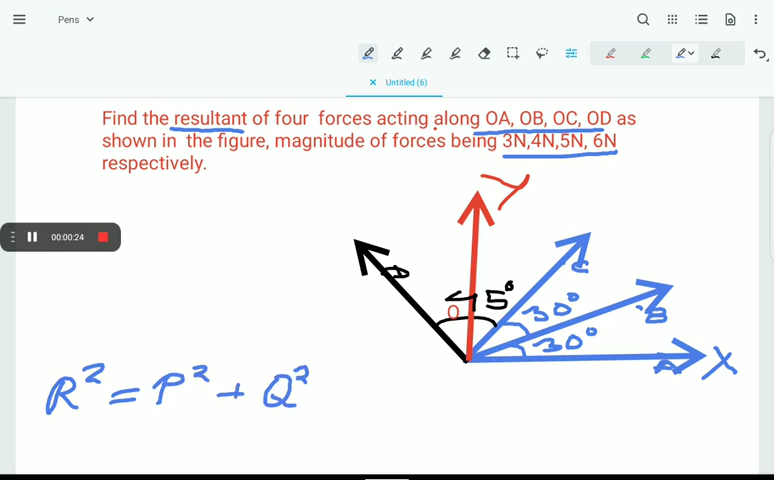 Pens
Untitled (6)
Find the resultant of four forces acting along OA, OB, OC, OD as
shown in the figure, magnitude of forces being 3N,4N,5N, 6N
respectively.
00:00:24
Y
D
C
45°
O
30°
B
30°
A
X
R² = P² + Q²